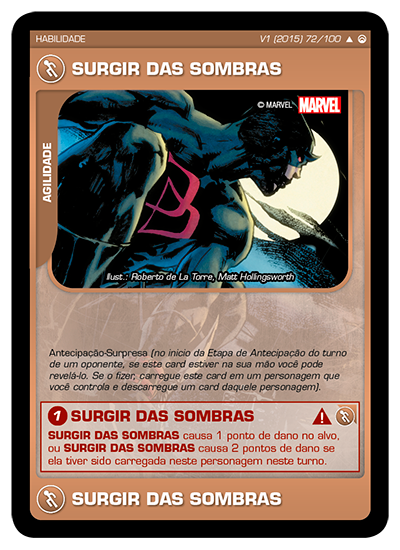 HABILIDADE
V1 (2015) 72/100
SURGIR DAS SOMBRAS
© MARVEL MARVEL
AGILIDADE
Ilust.: Roberto de La Torre, Matt Hollingsworth
Antecipação-Surpresa (no início da Etapa de Antecipação do turno
de um oponente, se este card estiver na sua mão você pode
revelá-lo. Se o fizer, carregue este card em um personagem que
você controla e descarregue um card daquele personagem).
1 SURGIR DAS SOMBRAS
SURGIR DAS SOMBRAS causa 1 ponto de dano no alvo,
ou SURGIR DAS SOMBRAS causa 2 pontos de dano se
ela tiver sido carregada neste personagem neste turno.
SURGIR DAS SOMBRAS